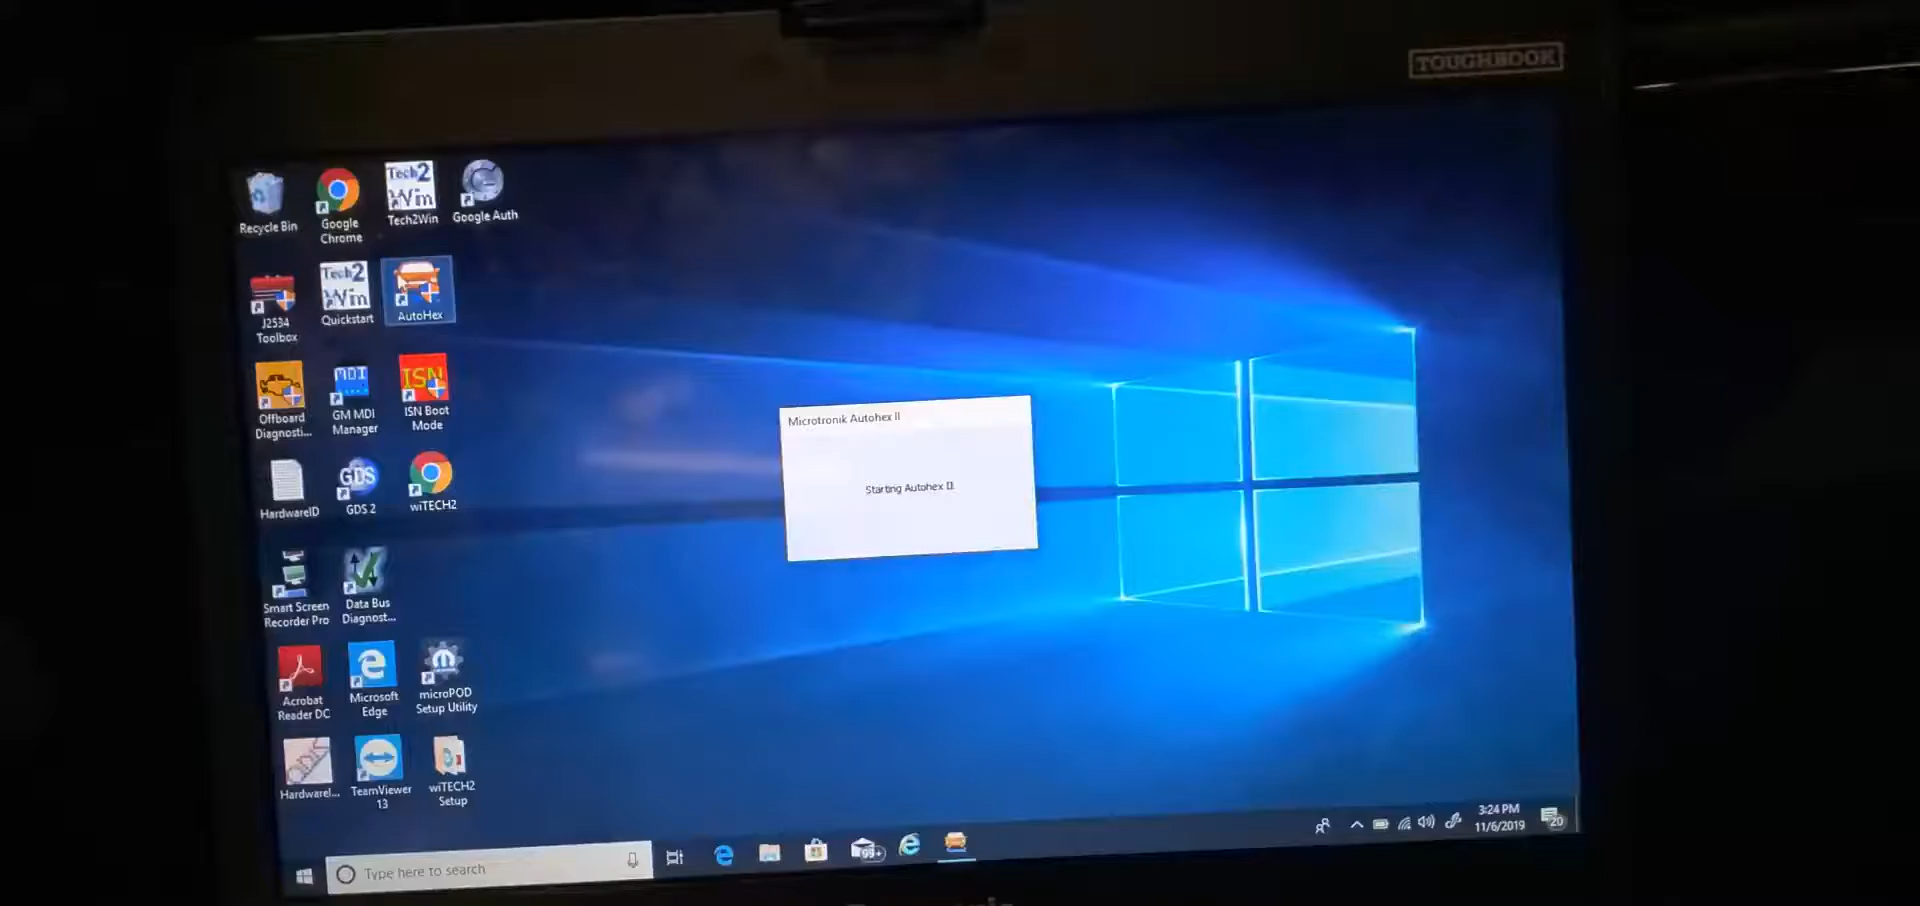 TOUGHBOOK
Recycle Bin
Google
Chrome
Tech2
Win
Tech2Win
Google Auth
J2534
Toolbox
Tech2
Win
Quickstart
AutoHex
Offboard
Diagnosti...
MDI
GM MDI
Manager
ISN
ISN Boot
Mode
HardwareID
GDS
GDS 2
wiTECH2
Smart Screen
Recorder Pro
Data Bus
Diagnost...
Acrobat
Reader DC
Microsoft
Edge
microPOD
Setup Utility
HardwareI...
TeamViewer
13
wiTECH2
Setup
Microtronik Autohex II
Starting Autohex II
Type here to search
99+
3:24 PM
11/6/2019
20